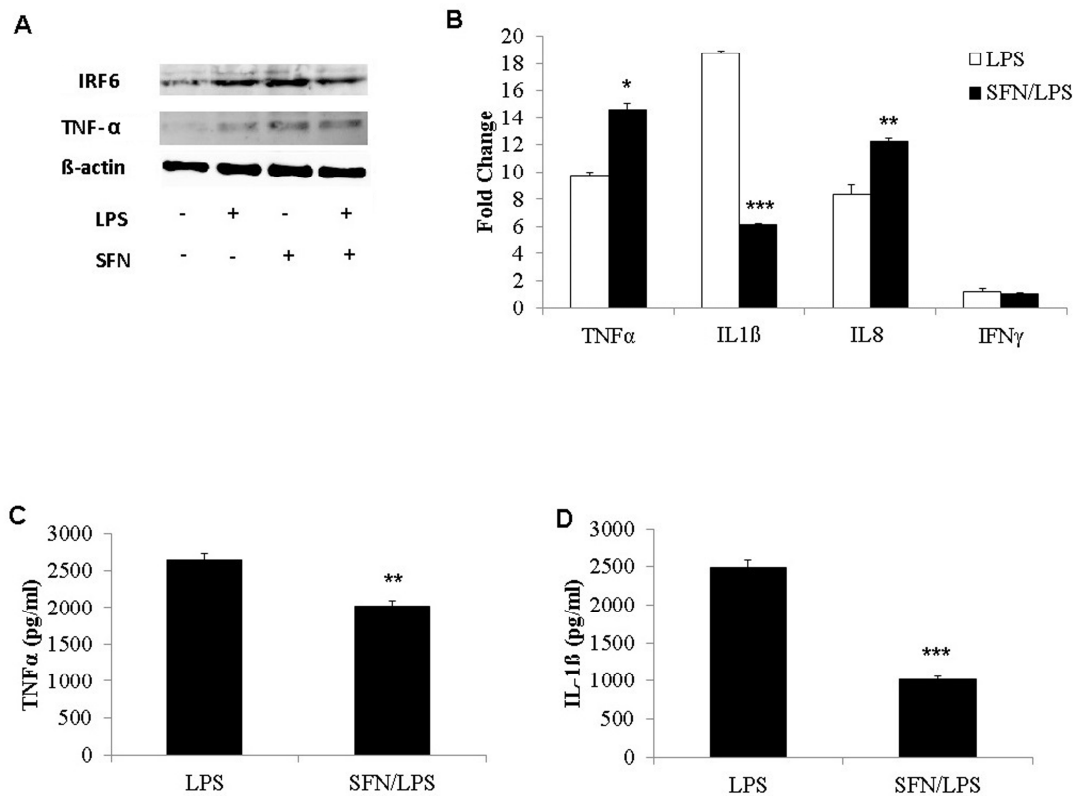 A
IRF6
TNF-α
ß-actin
LPS - + - +
SFN - - + +
B
Fold Change
20
18
16
14
12
10
8
6
4
2
0
LPS
SFN/LPS
*
***
**
TNFα IL1ß IL8 IFNγ
C
TNFα (pg/ml)
3000
2500
2000
1500
1000
500
0
**
LPS SFN/LPS
D
IL-1ß (pg/ml)
3000
2500
2000
1500
1000
500
0
***
LPS SFN/LPS